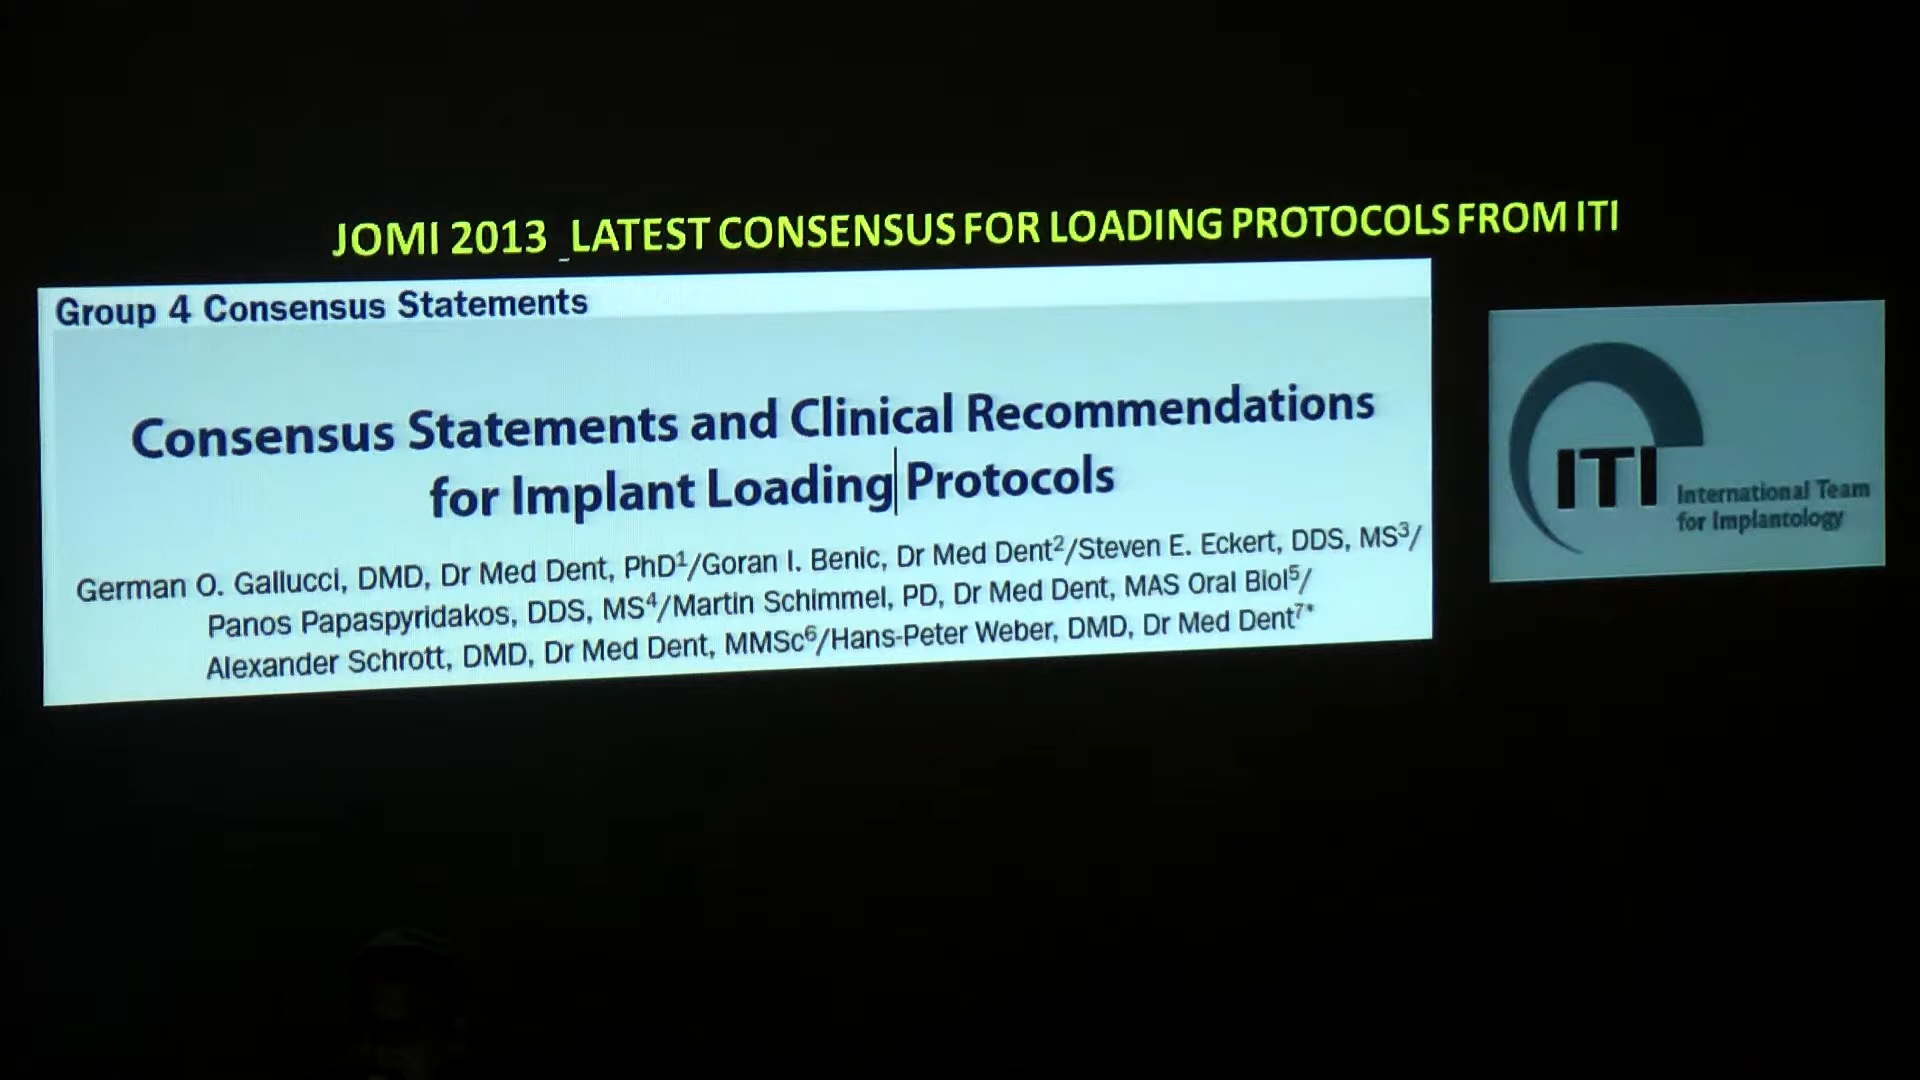 JOMI 2013 _LATEST CONSENSUS FOR LOADING PROTOCOLS FROM ITI
Group 4 Consensus Statements
Consensus Statements and Clinical Recommendations
for Implant Loading Protocols
German O. Gallucci, DMD, Dr Med Dent, PhD1/Goran I. Benic, Dr Med Dent2/Steven E. Eckert, DDS, MS3/
Panos Papaspyridakos, DDS, MS4/Martin Schimmel, PD, Dr Med Dent, MAS Oral Biol5/
Alexander Schrott, DMD, Dr Med Dent, MMSc6/Hans-Peter Weber, DMD, Dr Med Dent7*
ITI
International Team
for Implantology